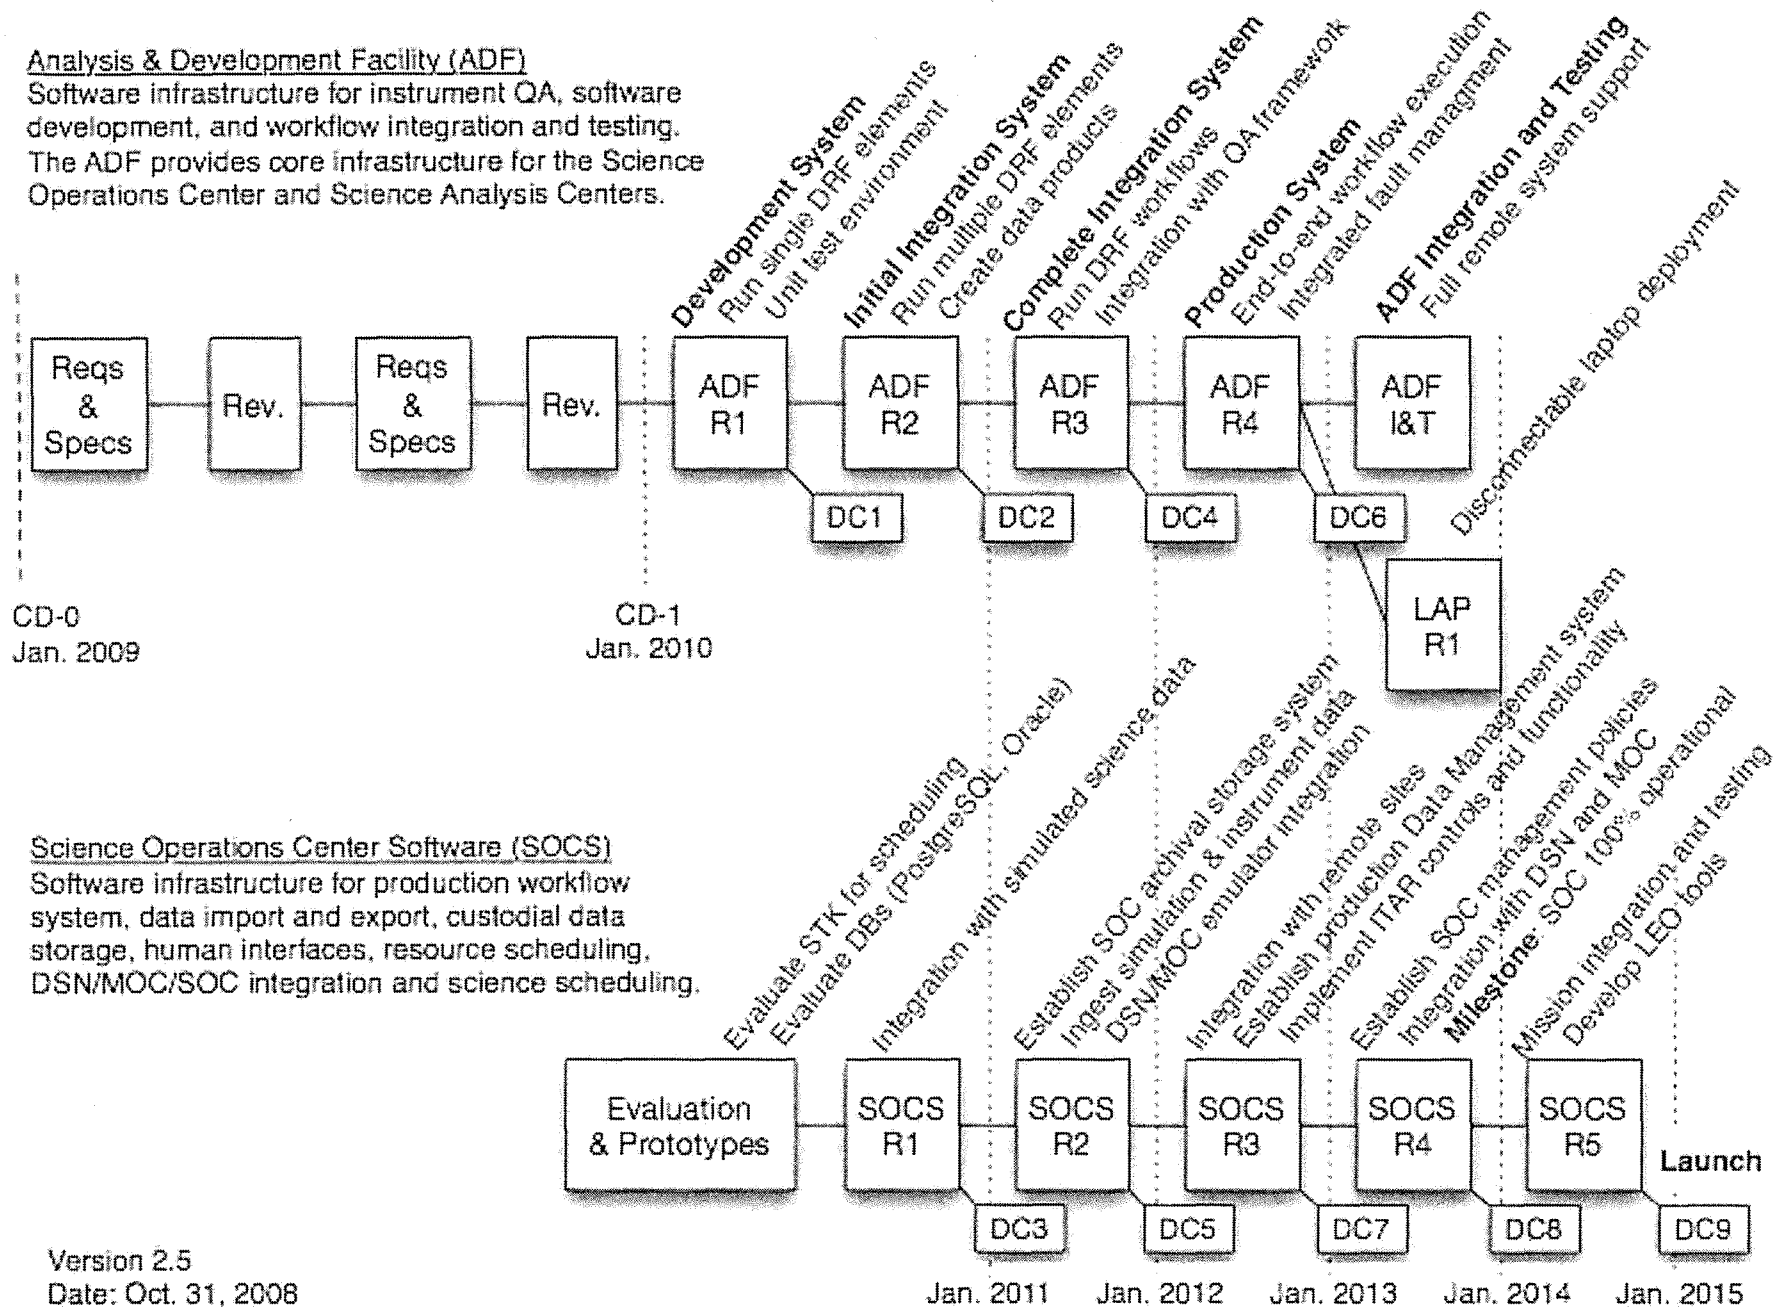 Analysis & Development Facility (ADF)
Software infrastructure for instrument QA, software
development, and workflow integration and testing.
The ADF provides core infrastructure for the Science
Operations Center and Science Analysis Centers.
Development System
Run single DRF elements
Unit test environment
Initial Integration System
Run multiple DRF elements
Create data products
Complete Integration System
Run DRF workflows
Integration with QA framework
Production System
End-to-end workflow execution
Integrated fault managment
ADF Integration and Testing
Full remote system support
Disconnectable laptop deployment
Reqs
&
Specs
Rev.
Reqs
&
Specs
Rev.
ADF
R1
ADF
R2
ADF
R3
ADF
R4
ADF
I&T
DC1
DC2
DC4
DC6
LAP
R1
CD-0
Jan. 2009
CD-1
Jan. 2010
Science Operations Center Software (SOCS)
Software infrastructure for production workflow
system, data import and export, custodial data
storage, human interfaces, resource scheduling,
DSN/MOC/SOC integration and science scheduling.
Evaluate STK for scheduling
Evaluate DBs (PostgreSQL, Oracle)
Integration with simulated science data
Establish SOC archival storage system
Ingest simulation & instrument data
DSN/MOC emulator integration
Integration with remote sites
Establish production Data Management system
Implement ITAR controls and functionality
Establish SOC management policies
Integration with DSN and MOC
Milestone: SOC 100% operational
Mission integration and testing
Develop LEO tools
Evaluation
& Prototypes
SOCS
R1
SOCS
R2
SOCS
R3
SOCS
R4
SOCS
R5
Launch
DC3
DC5
DC7
DC8
DC9
Version 2.5
Date: Oct. 31, 2008
Jan. 2011
Jan. 2012
Jan. 2013
Jan. 2014
Jan. 2015